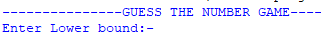 ---------------GUESS THE NUMBER GAME----
Enter Lower bound:-